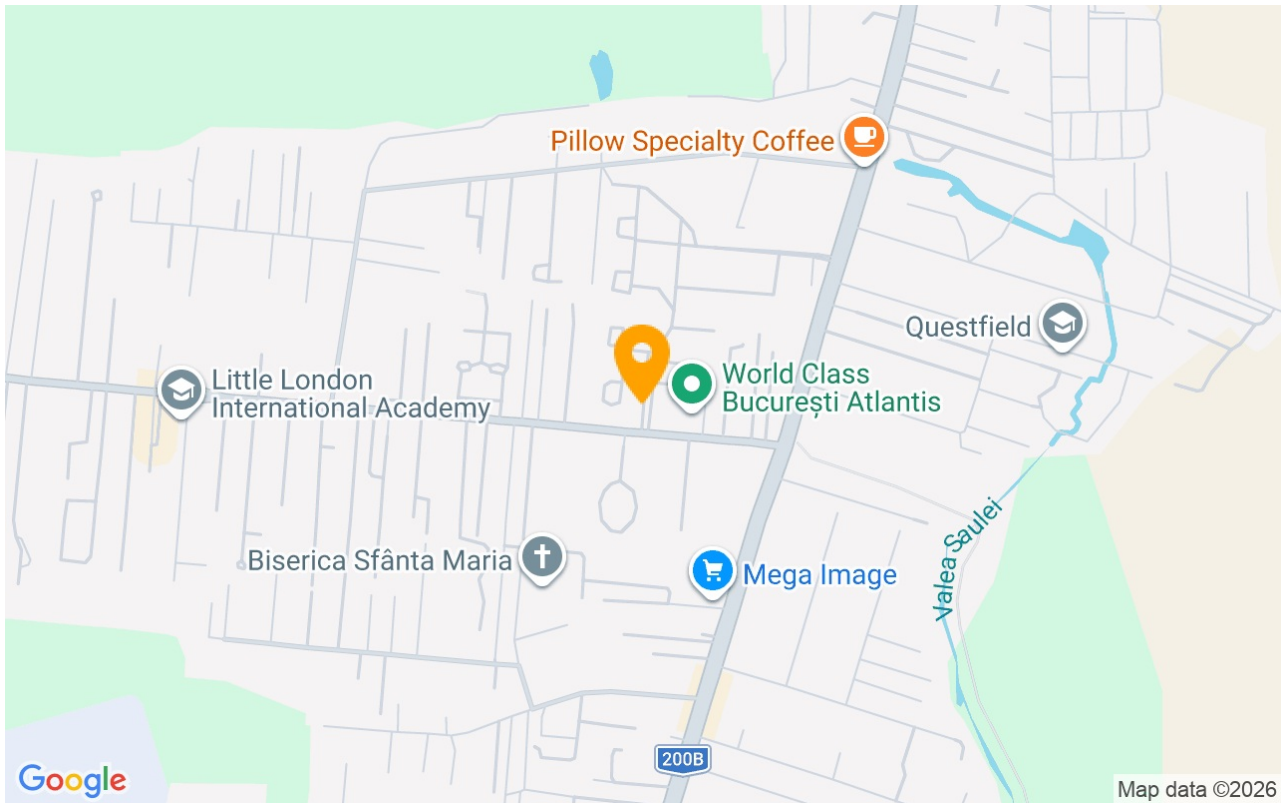 Pillow Specialty Coffee
Questfield
World Class
București Atlantis
Little London
International Academy
Valea Saulei
Biserica Sfânta Maria
Mega Image
200B
Google
Map data ©2026